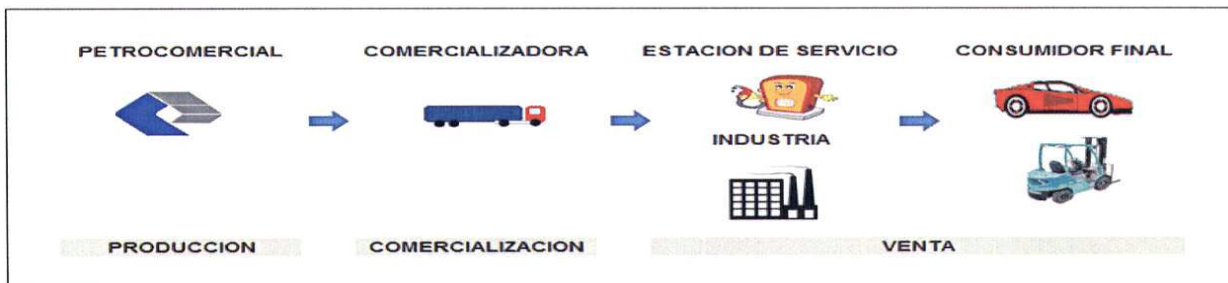 PETROCOMERCIAL COMERCIALIZADORA ESTACION DE SERVICIO CONSUMIDOR FINAL
INDUSTRIA
PRODUCCION COMERCIALIZACION VENTA